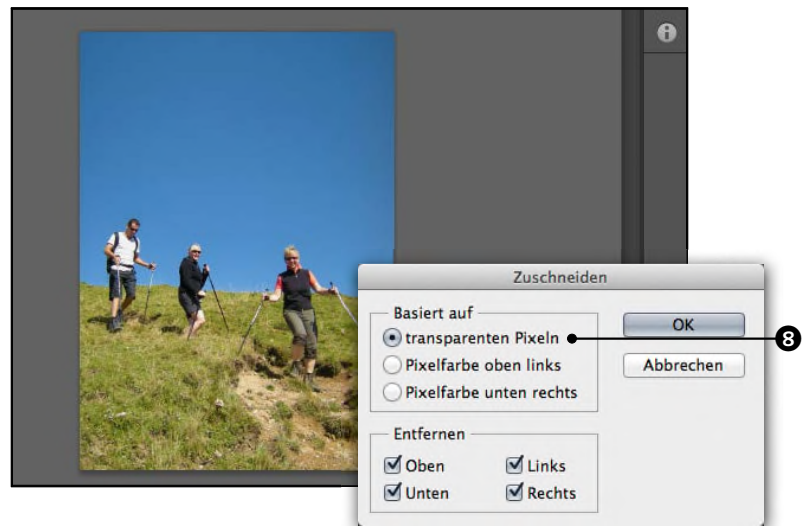 Zuschneiden
Basiert auf
transparenten Pixeln
Pixelfarbe oben links
Pixelfarbe unten rechts
OK
Abbrechen
8
Entfernen
Oben
Links
Unten
Rechts